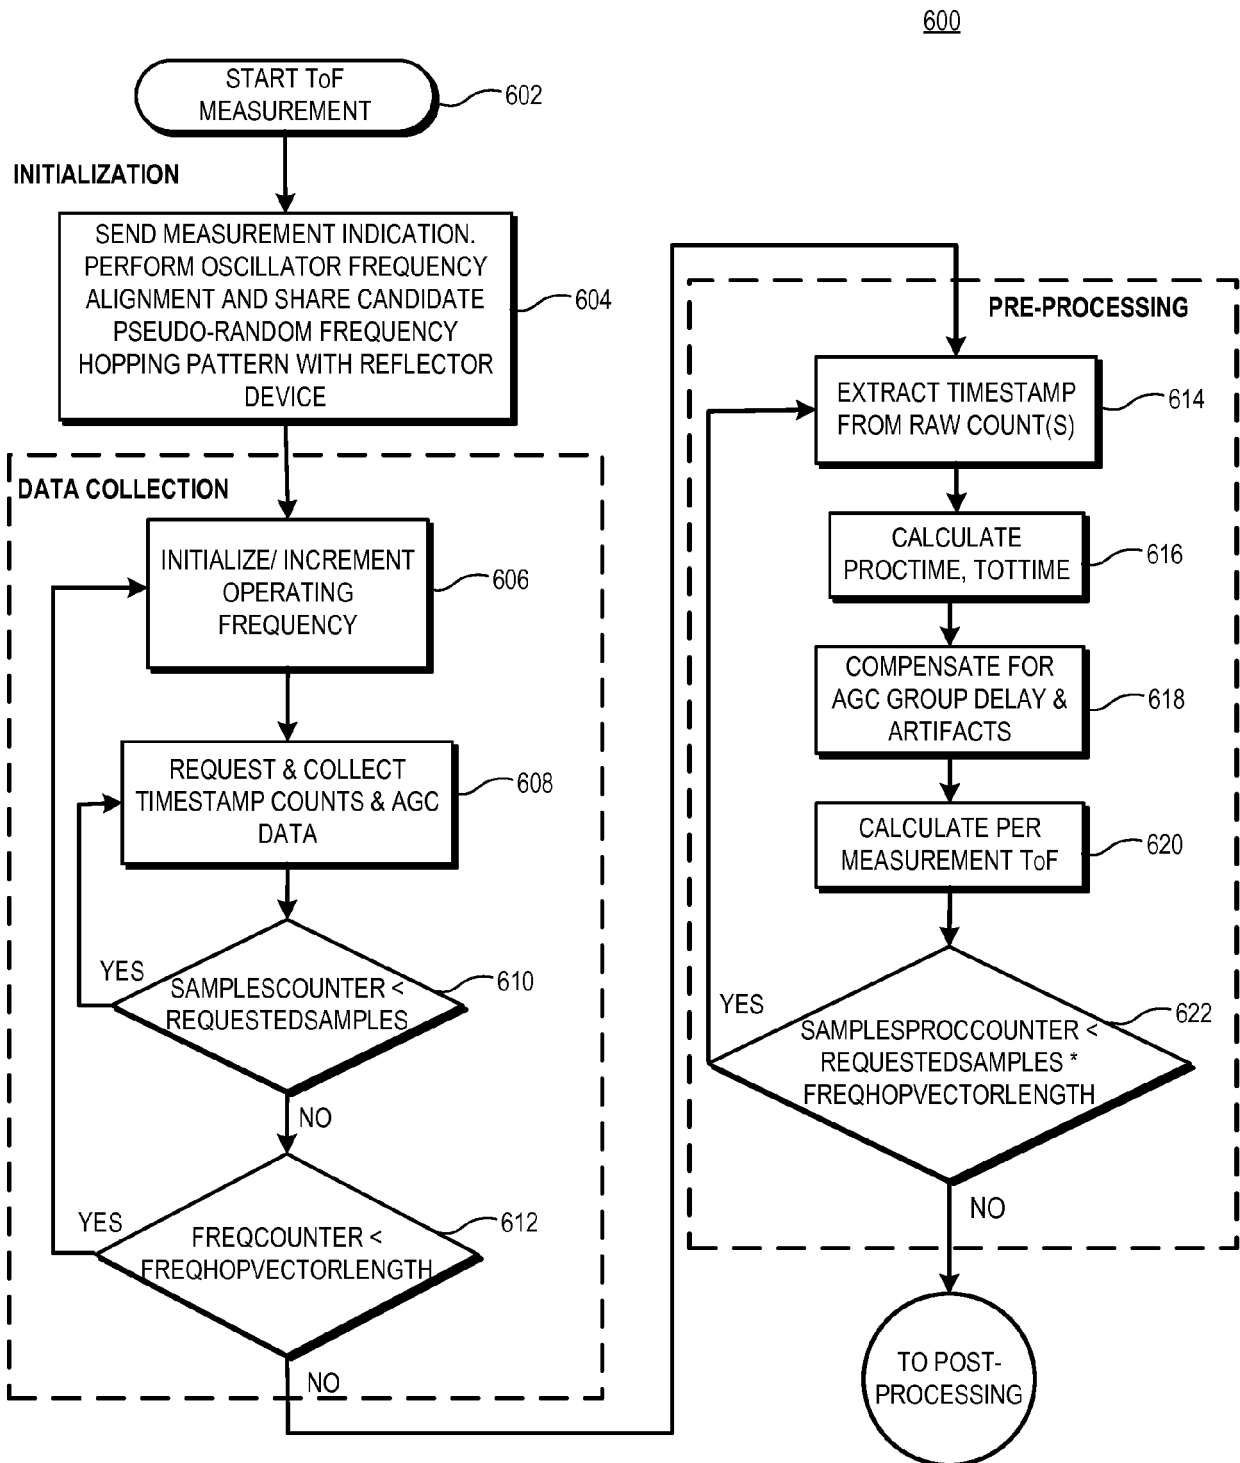 600
START ToF
MEASUREMENT
602
INITIALIZATION
SEND MEASUREMENT INDICATION.
PERFORM OSCILLATOR FREQUENCY
ALIGNMENT AND SHARE CANDIDATE
PSEUDO-RANDOM FREQUENCY
HOPPING PATTERN WITH REFLECTOR
DEVICE
604
DATA COLLECTION
INITIALIZE/ INCREMENT
OPERATING
FREQUENCY
606
REQUEST & COLLECT
TIMESTAMP COUNTS & AGC
DATA
608
YES
SAMPLESCOUNTER <
REQUESTEDSAMPLES
610
NO
YES
FREQCOUNTER <
FREQHOPVECTORLENGTH
612
NO
PRE-PROCESSING
EXTRACT TIMESTAMP
FROM RAW COUNT(S)
614
CALCULATE
PROCTIME, TOTTIME
616
COMPENSATE FOR
AGC GROUP DELAY &
ARTIFACTS
618
CALCULATE PER
MEASUREMENT ToF
620
YES
SAMPLESPROCCOUNTER <
REQUESTEDSAMPLES *
FREQHOPVECTORLENGTH
622
NO
TO POST-
PROCESSING